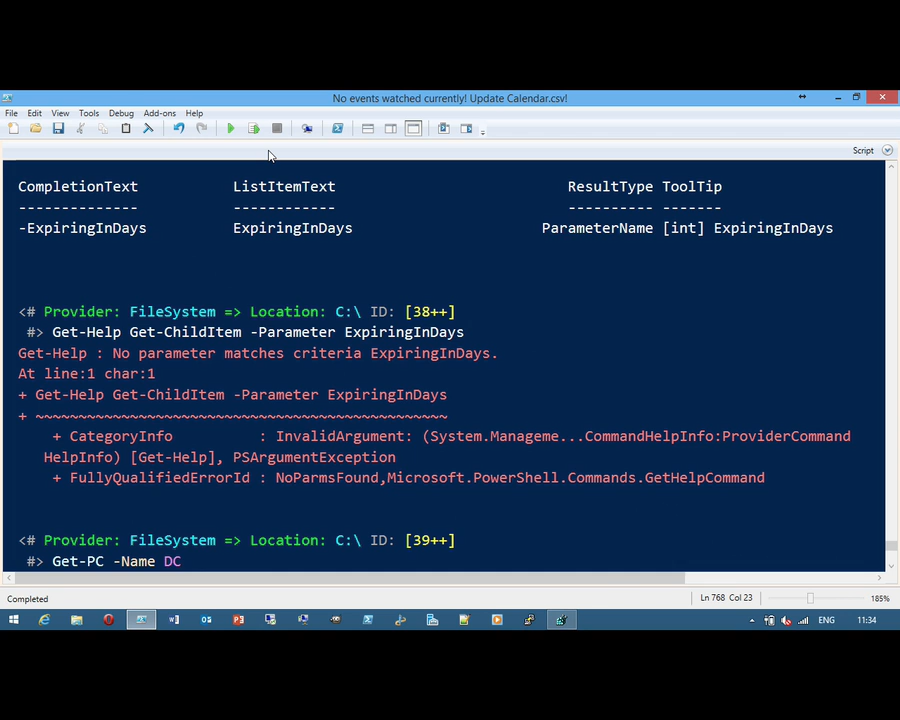 No events watched currently! Update Calendar.csv!
File Edit View Tools Debug Add-ons Help
Script
CompletionText ListItemText ResultType ToolTip
-------------- ------------ ---------- -------
-ExpiringInDays ExpiringInDays ParameterName [int] ExpiringInDays
<# Provider: FileSystem => Location: C:\ ID: [38++]
#> Get-Help Get-ChildItem -Parameter ExpiringInDays
Get-Help : No parameter matches criteria ExpiringInDays.
At line:1 char:1
+ Get-Help Get-ChildItem -Parameter ExpiringInDays
+ ~~~~~~~~~~~~~~~~~~~~~~~~~~~~~~~~~~~~~~~~~~~~~~~~
+ CategoryInfo : InvalidArgument: (System.Manageme...CommandHelpInfo:ProviderCommand
HelpInfo) [Get-Help], PSArgumentException
+ FullyQualifiedErrorId : NoParmsFound,Microsoft.PowerShell.Commands.GetHelpCommand
<# Provider: FileSystem => Location: C:\ ID: [39++]
#> Get-PC -Name DC
Completed Ln 768 Col 23 185%
ENG 11:34